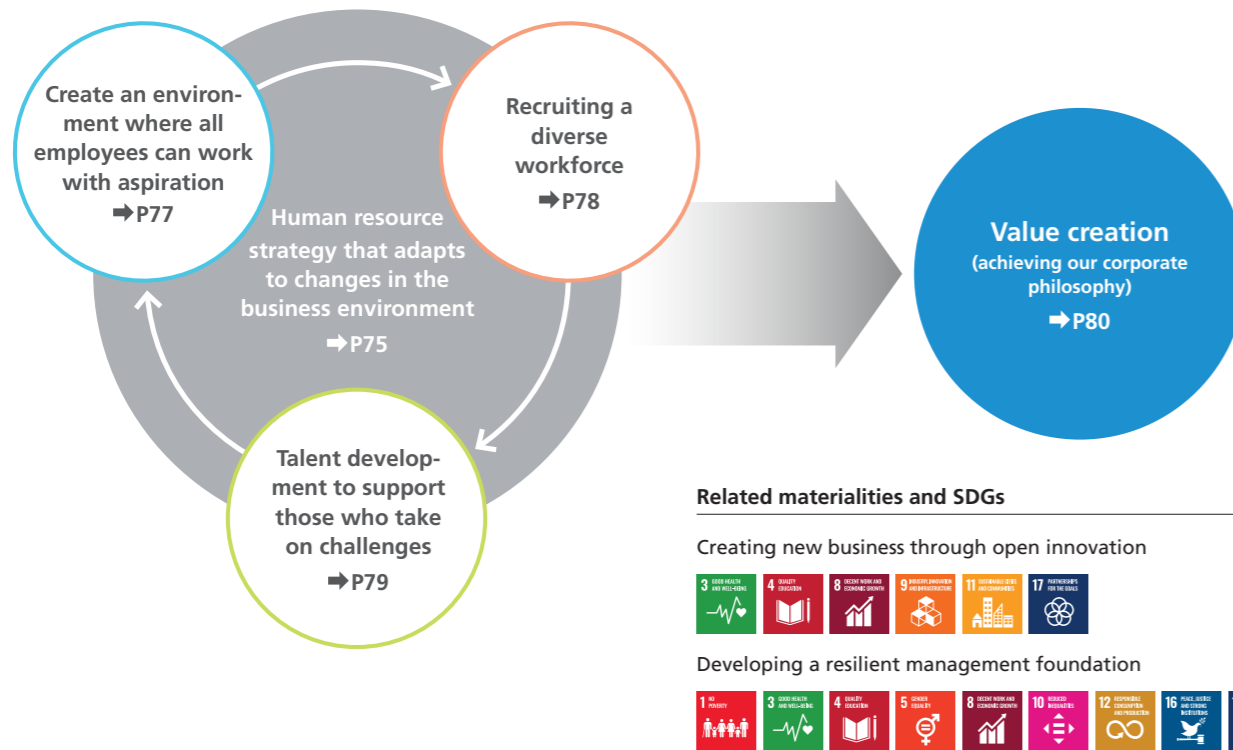 Create an environ-
ment where all
employees can work
with aspiration
➡P77
Recruiting a
diverse
workforce
➡P78
Human resource
strategy that adapts
to changes in the
business environment
➡P75
Talent develop-
ment to support
those who take
on challenges
➡P79
Value creation
(achieving our corporate
philosophy)
➡P80
Related materialities and SDGs
Creating new business through open innovation
3 GOOD HEALTH
AND WELL-BEING
4 QUALITY
EDUCATION
8 DECENT WORK AND
ECONOMIC GROWTH
9 INDUSTRY, INNOVATION
AND INFRASTRUCTURE
11 SUSTAINABLE CITIES
AND COMMUNITIES
17 PARTNERSHIPS
FOR THE GOALS
Developing a resilient management foundation
1 NO
POVERTY
3 GOOD HEALTH
AND WELL-BEING
4 QUALITY
EDUCATION
5 GENDER
EQUALITY
8 DECENT WORK AND
ECONOMIC GROWTH
10 REDUCED
INEQUALITIES
12 RESPONSIBLE
CONSUMPTION
AND PRODUCTION
16 PEACE, JUSTICE
AND STRONG
INSTITUTIONS